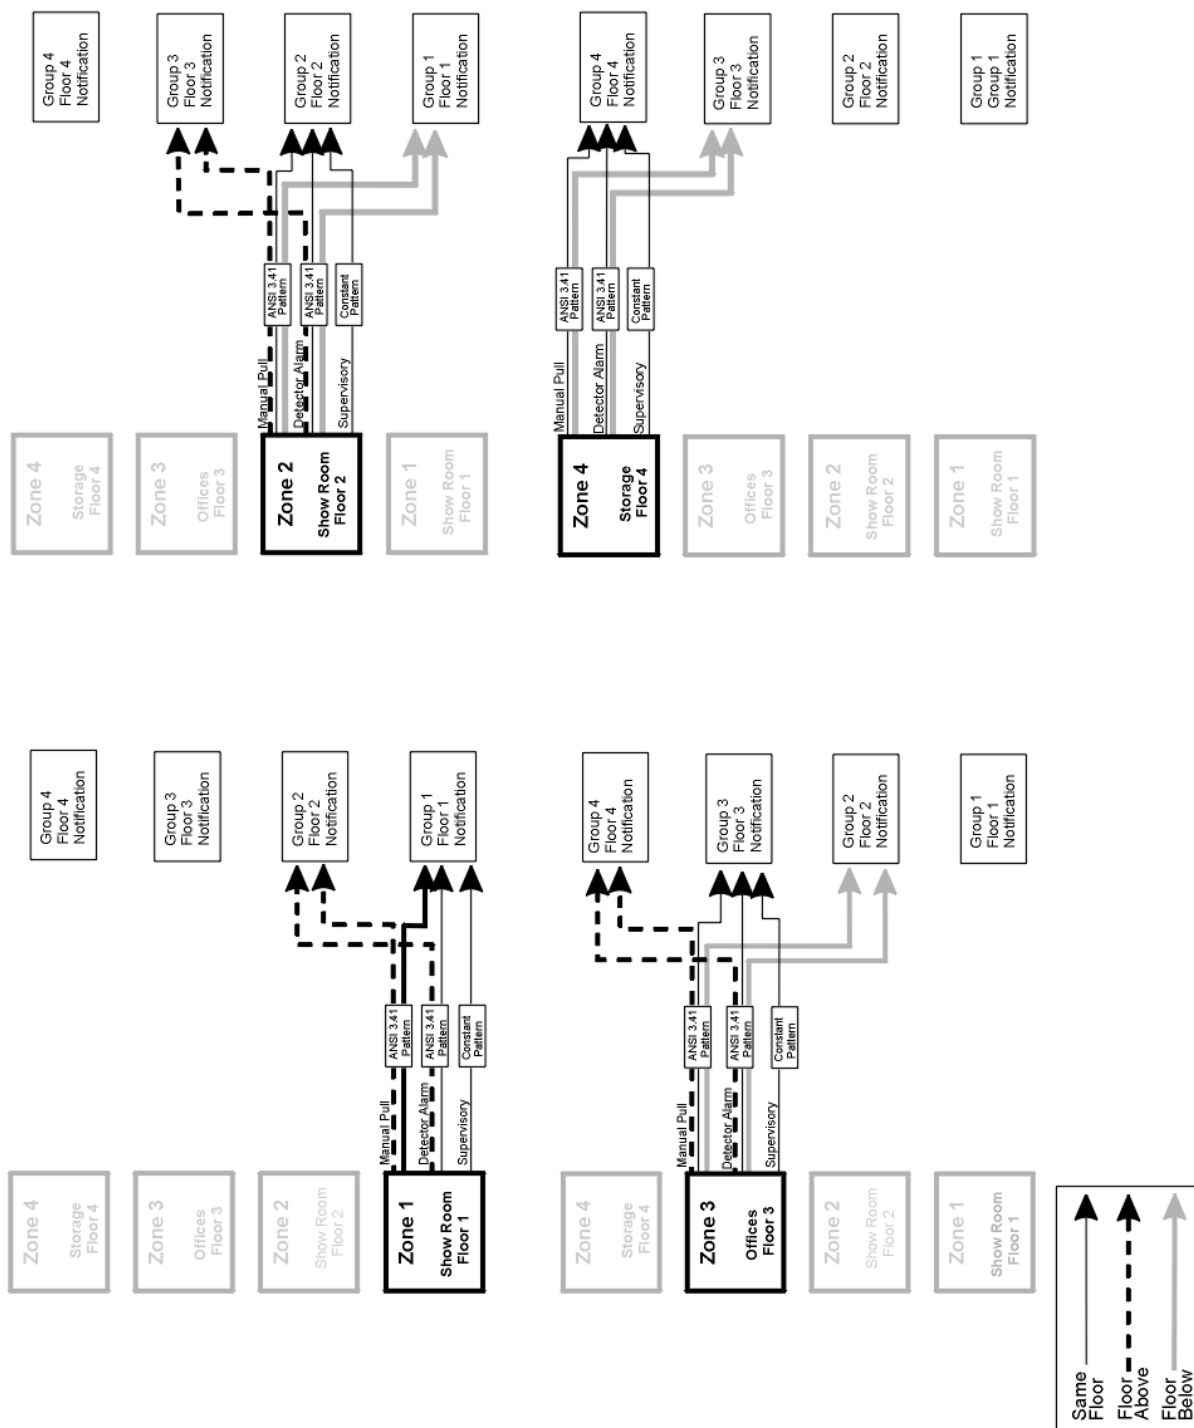 Zone 4
Storage
Floor 4
Group 4
Floor 4
Notification
Zone 3
Offices
Floor 3
Group 3
Floor 3
Notification
Zone 2
Show Room
Floor 2
Group 2
Floor 2
Notification
Zone 1
Show Room
Floor 1
Manual Pull
ANSI 3.41
Pattern
Detector Alarm
ANSI 3.41
Pattern
Supervisory
Constant
Pattern
Group 1
Floor 1
Notification
Zone 4
Storage
Floor 4
Group 4
Floor 4
Notification
Zone 3
Offices
Floor 3
Group 3
Floor 3
Notification
Zone 2
Show Room
Floor 2
Manual Pull
ANSI 3.41
Pattern
Detector Alarm
ANSI 3.41
Pattern
Supervisory
Constant
Pattern
Group 2
Floor 2
Notification
Zone 1
Show Room
Floor 1
Group 1
Floor 1
Notification
Zone 4
Storage
Floor 4
Group 4
Floor 4
Notification
Zone 3
Offices
Floor 3
Manual Pull
ANSI 3.41
Pattern
Detector Alarm
ANSI 3.41
Pattern
Supervisory
Constant
Pattern
Group 3
Floor 3
Notification
Zone 2
Show Room
Floor 2
Group 2
Floor 2
Notification
Zone 1
Show Room
Floor 1
Group 1
Floor 1
Notification
Zone 4
Storage
Floor 4
Manual Pull
ANSI 3.41
Pattern
Detector Alarm
ANSI 3.41
Pattern
Supervisory
Constant
Pattern
Group 4
Floor 4
Notification
Zone 3
Offices
Floor 3
Group 3
Floor 3
Notification
Zone 2
Show Room
Floor 2
Group 2
Floor 2
Notification
Zone 1
Show Room
Floor 1
Group 1
Group 1
Notification
Same
Floor
Floor
Above
Floor
Below